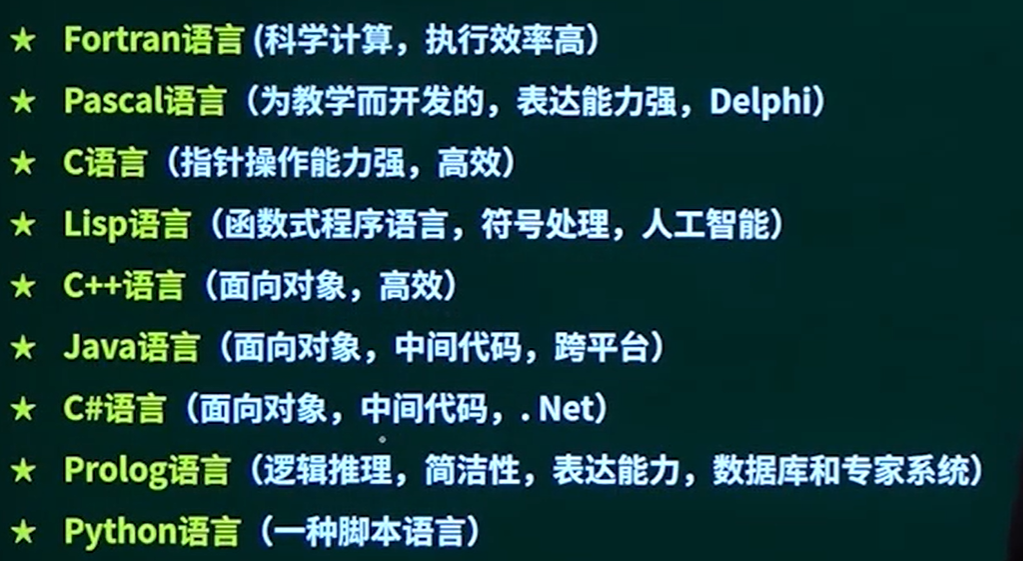 ★ Fortran语言 (科学计算，执行效率高）
★ Pascal语言（为教学而开发的，表达能力强，Delphi）
★ C语言（指针操作能力强，高效）
★ Lisp语言（函数式程序语言，符号处理，人工智能）
★ C++语言（面向对象，高效）
★ Java语言（面向对象，中间代码，跨平台）
★ C#语言（面向对象，中间代码，. Net）
★ Prolog语言（逻辑推理，简洁性，表达能力，数据库和专家系统）
★ Python语言（一种脚本语言）